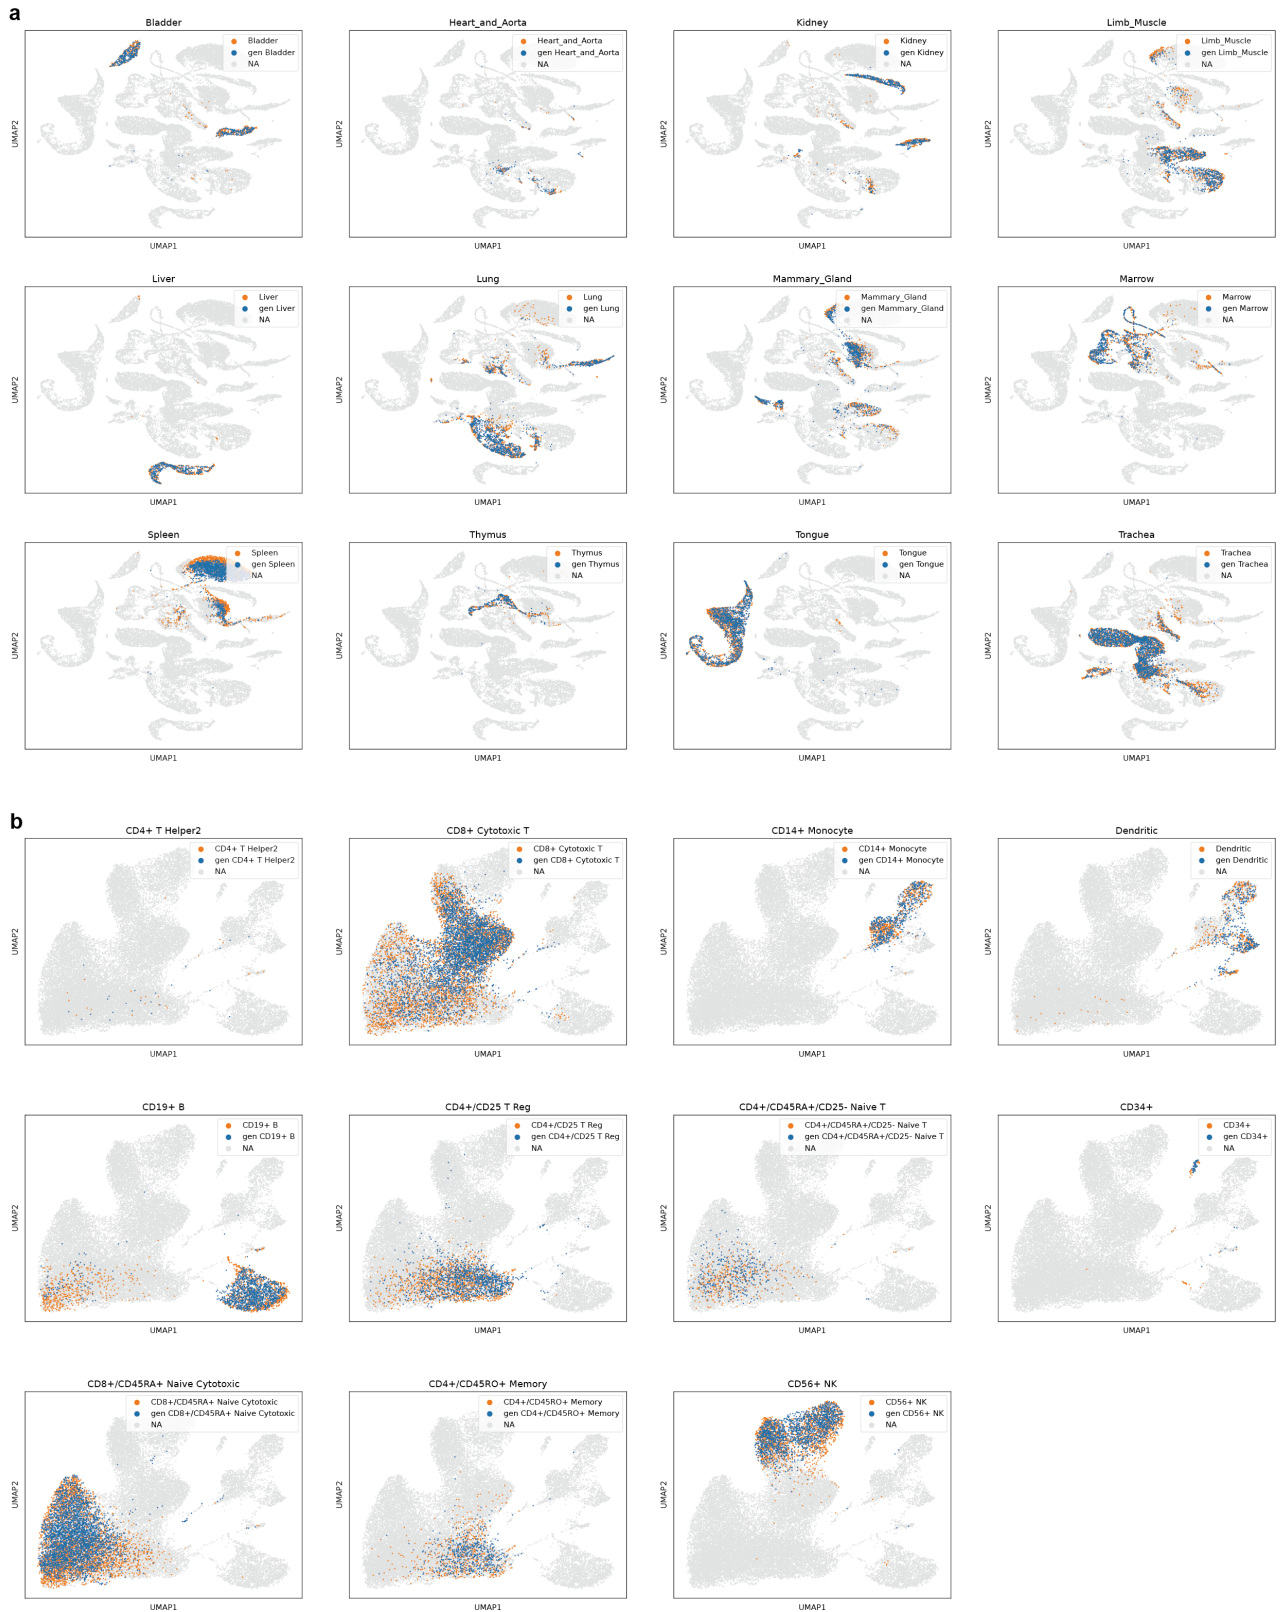 a
Bladder
Bladder
gen Bladder
NA
UMAP2
UMAP1
Heart_and_Aorta
Heart_and_Aorta
gen Heart_and_Aorta
NA
UMAP2
UMAP1
Kidney
Kidney
gen Kidney
NA
UMAP2
UMAP1
Limb_Muscle
Limb_Muscle
gen Limb_Muscle
NA
UMAP2
UMAP1
Liver
Liver
gen Liver
NA
UMAP2
UMAP1
Lung
Lung
gen Lung
NA
UMAP2
UMAP1
Mammary_Gland
Mammary_Gland
gen Mammary_Gland
NA
UMAP2
UMAP1
Marrow
Marrow
gen Marrow
NA
UMAP2
UMAP1
Spleen
Spleen
gen Spleen
NA
UMAP2
UMAP1
Thymus
Thymus
gen Thymus
NA
UMAP2
UMAP1
Tongue
Tongue
gen Tongue
NA
UMAP2
UMAP1
Trachea
Trachea
gen Trachea
NA
UMAP2
UMAP1
b
CD4+ T Helper2
CD4+ T Helper2
gen CD4+ T Helper2
NA
UMAP2
UMAP1
CD8+ Cytotoxic T
CD8+ Cytotoxic T
gen CD8+ Cytotoxic T
NA
UMAP2
UMAP1
CD14+ Monocyte
CD14+ Monocyte
gen CD14+ Monocyte
NA
UMAP2
UMAP1
Dendritic
Dendritic
gen Dendritic
NA
UMAP2
UMAP1
CD19+ B
CD19+ B
gen CD19+ B
NA
UMAP2
UMAP1
CD4+/CD25 T Reg
CD4+/CD25 T Reg
gen CD4+/CD25 T Reg
NA
UMAP2
UMAP1
CD4+/CD45RA+/CD25- Naive T
CD4+/CD45RA+/CD25- Naive T
gen CD4+/CD45RA+/CD25- Naive T
NA
UMAP2
UMAP1
CD34+
CD34+
gen CD34+
NA
UMAP2
UMAP1
CD8+/CD45RA+ Naive Cytotoxic
CD8+/CD45RA+ Naive Cytotoxic
gen CD8+/CD45RA+ Naive Cytotoxic
NA
UMAP2
UMAP1
CD4+/CD45RO+ Memory
CD4+/CD45RO+ Memory
gen CD4+/CD45RO+ Memory
NA
UMAP2
UMAP1
CD56+ NK
CD56+ NK
gen CD56+ NK
NA
UMAP2
UMAP1